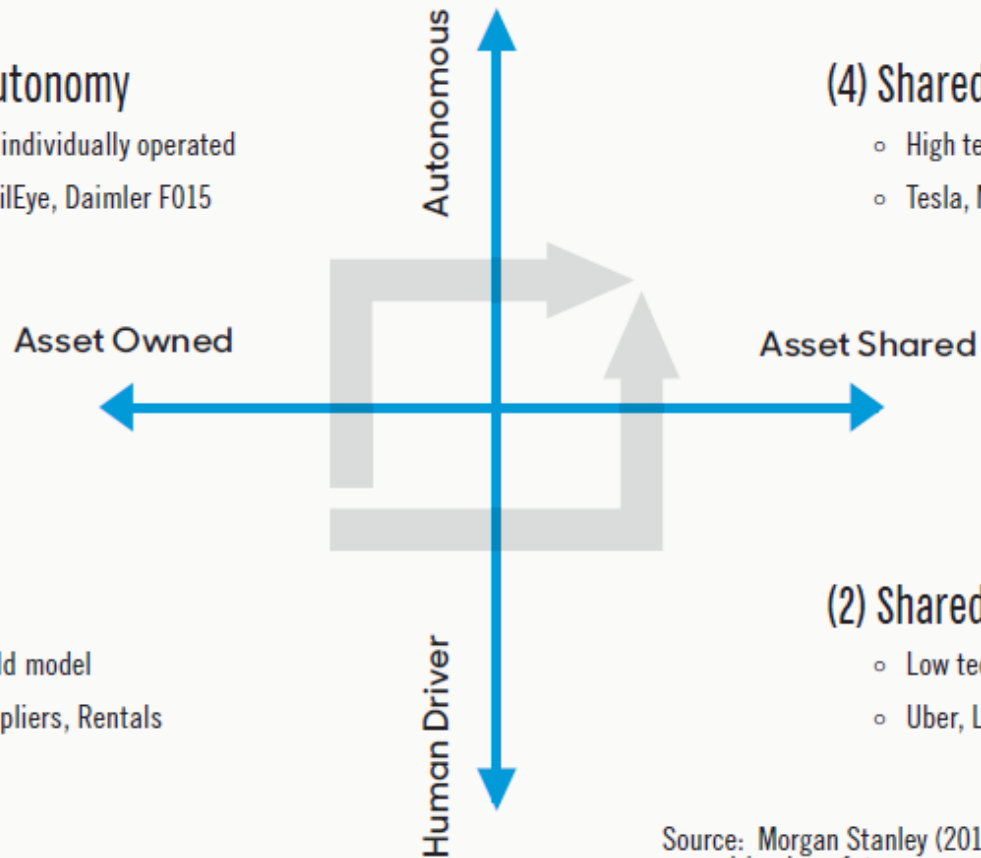 Autonomous
utonomy
individually operated
ilEye, Daimler F015
(4) Shared
○ High te
○ Tesla,
Asset Owned
Asset Shared
ld model
pliers, Rentals
Human Driver
(2) Shared
○ Low te
○ Uber, L
Source: Morgan Stanley (201